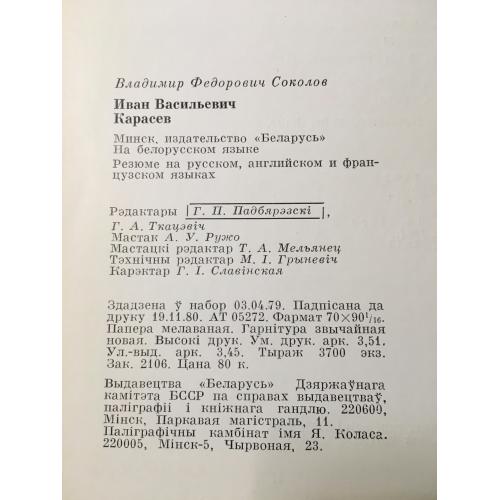 Владимир Федорович Соколов
Иван Васильевич
Карасев
Минск, издательство «Беларусь»
На белорусском языке
Резюме на русском, английском и фран-
цузском языках
Рэдактары Г. П. Падбярэзскі,
Г. А. Ткацэвіч
Мастак А. У. Ружо
Мастацкі рэдактар Т. А. Мельянец
Тэхнічны рэдактар М. І. Грыневіч
Карэктар Г. І. Славінская
Здадзена ў набор 03.04.79. Падпісана да
друку 19.11.80. АТ 05272. Фармат 70×90¹/₁₆.
Папера мелаваная. Гарнітура звычайная
новая. Высокі друк. Ум. друк. арк. 3,51.
Ул.-выд. арк. 3,45. Тыраж 3700 экз.
Зак. 2106. Цана 80 к.
Выдавецтва «Беларусь» Дзяржаўнага
камітэта БССР па справах выдавецтваў,
паліграфіі і кніжнага гандлю. 220600,
Мінск, Паркавая магістраль, 11.
Паліграфічны камбінат імя Я. Коласа.
220005, Мінск-5, Чырвоная, 23.